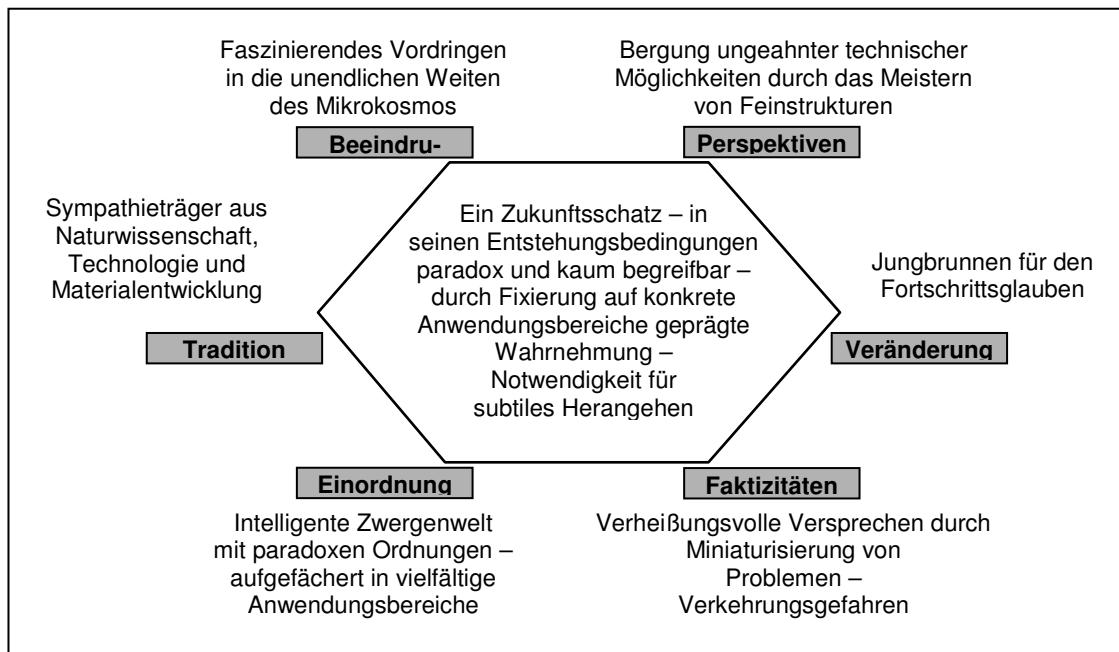 Faszinierendes Vordringen
in die unendlichen Weiten
des Mikrokosmos
Beeindru-
Bergung ungeahnter technischer
Möglichkeiten durch das Meistern
von Feinstrukturen
Perspektiven
Sympathieträger aus
Naturwissenschaft,
Technologie und
Materialentwicklung
Tradition
Ein Zukunftsschatz – in
seinen Entstehungsbedingungen
paradox und kaum begreifbar –
durch Fixierung auf konkrete
Anwendungsbereiche geprägte
Wahrnehmung –
Notwendigkeit für
subtiles Herangehen
Jungbrunnen für den
Fortschrittsglauben
Veränderung
Einordnung
Intelligente Zwergenwelt
mit paradoxen Ordnungen –
aufgefächert in vielfältige
Anwendungsbereiche
Faktizitäten
Verheißungsvolle Versprechen durch
Miniaturisierung von
Problemen –
Verkehrungsgefahren